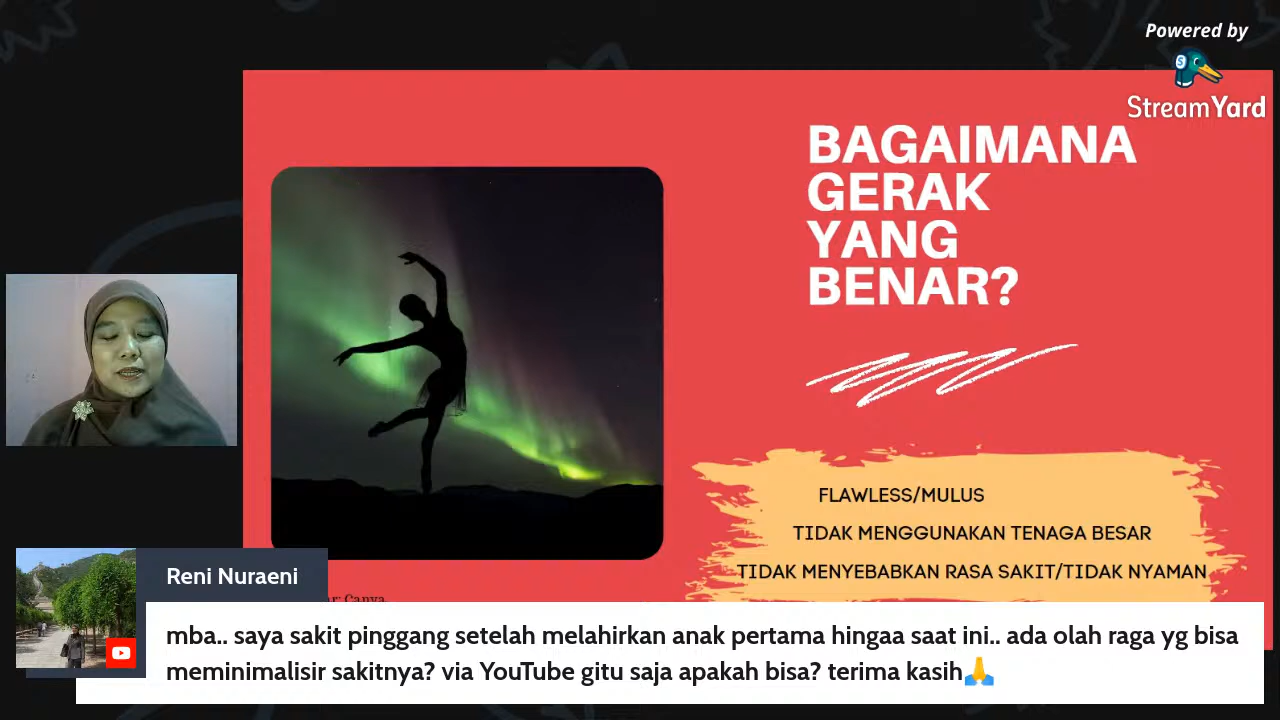 Powered by
StreamYard
BAGAIMANA
GERAK
YANG
BENAR?
FLAWLESS/MULUS
TIDAK MENGGUNAKAN TENAGA BESAR
TIDAK MENYEBABKAN RASA SAKIT/TIDAK NYAMAN
Canva
Reni Nuraeni
mba.. saya sakit pinggang setelah melahirkan anak pertama hingaa saat ini.. ada olah raga yg bisa
meminimalisir sakitnya? via YouTube gitu saja apakah bisa? terima kasih🙏